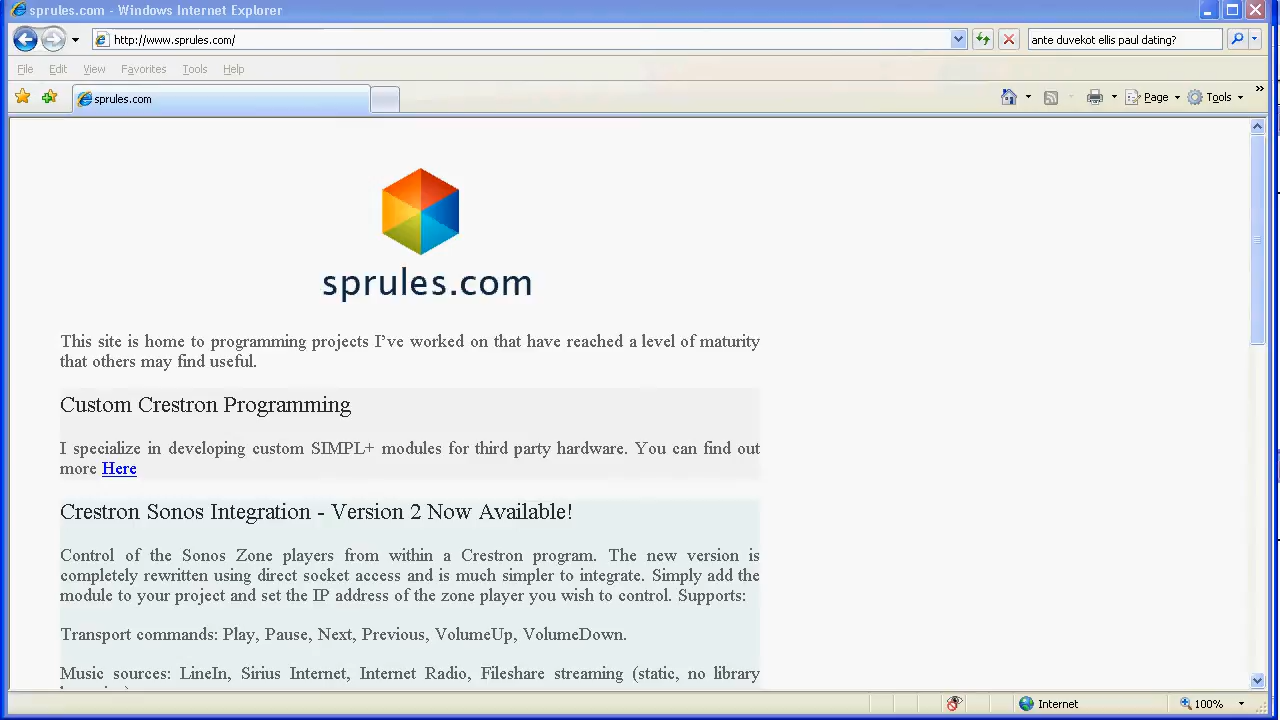 sprules.com - Windows Internet Explorer
http://www.sprules.com/
ante duvekot ellis paul dating?
File Edit View Favorites Tools Help
sprules.com
Page Tools
sprules.com
This site is home to programming projects I’ve worked on that have reached a level of maturity
that others may find useful.
Custom Crestron Programming
I specialize in developing custom SIMPL+ modules for third party hardware. You can find out
more Here
Crestron Sonos Integration - Version 2 Now Available!
Control of the Sonos Zone players from within a Crestron program. The new version is
completely rewritten using direct socket access and is much simpler to integrate. Simply add the
module to your project and set the IP address of the zone player you wish to control. Supports:
Transport commands: Play, Pause, Next, Previous, VolumeUp, VolumeDown.
Music sources: LineIn, Sirius Internet, Internet Radio, Fileshare streaming (static, no library
Internet 100%